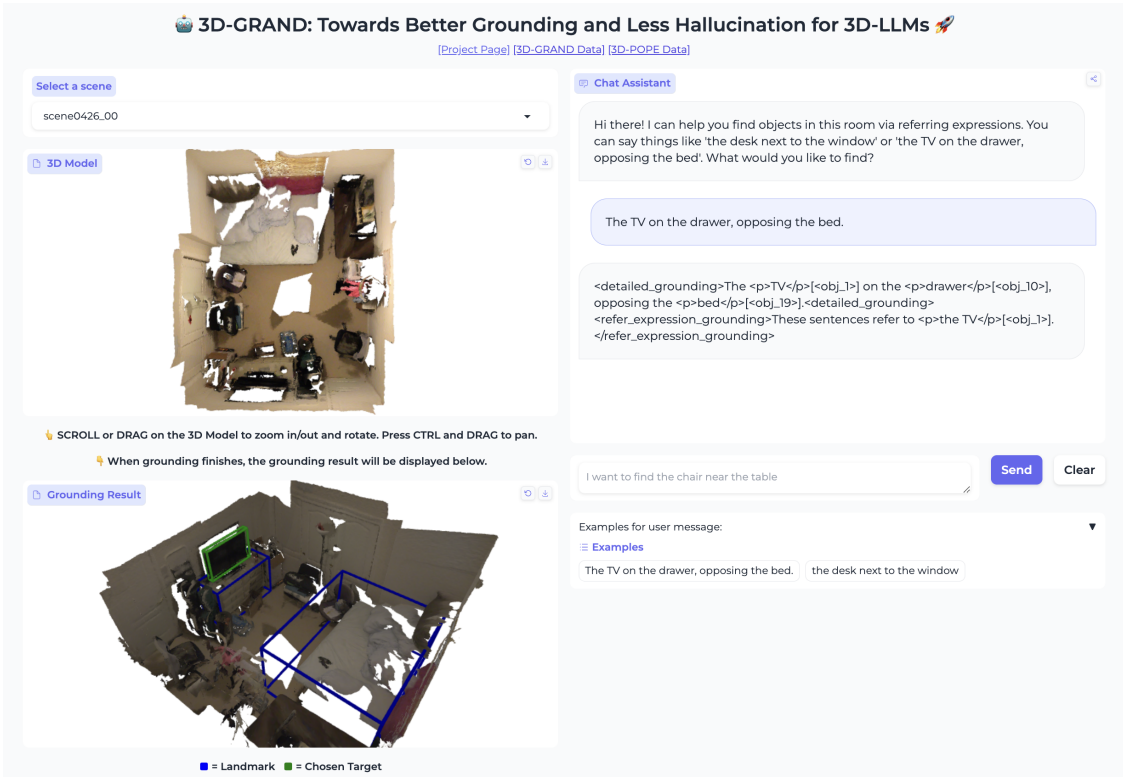 🤖 3D-GRAND: Towards Better Grounding and Less Hallucination for 3D-LLMs 🚀
[Project Page] [3D-GRAND Data] [3D-POPE Data]
Select a scene
scene0426_00
3D Model
👆 SCROLL or DRAG on the 3D Model to zoom in/out and rotate. Press CTRL and DRAG to pan.
👇 When grounding finishes, the grounding result will be displayed below.
Grounding Result
= Landmark = Chosen Target
Chat Assistant
Hi there! I can help you find objects in this room via referring expressions. You
can say things like 'the desk next to the window' or 'the TV on the drawer,
opposing the bed'. What would you like to find?
The TV on the drawer, opposing the bed.
<detailed_grounding>The <p>TV</p>[<obj_1>] on the <p>drawer</p>[<obj_10>],
opposing the <p>bed</p>[<obj_19>].<detailed_grounding>
<refer_expression_grounding>These sentences refer to <p>the TV</p>[<obj_1>].
</refer_expression_grounding>
I want to find the chair near the table
Send
Clear
Examples for user message:
Examples
The TV on the drawer, opposing the bed.
the desk next to the window